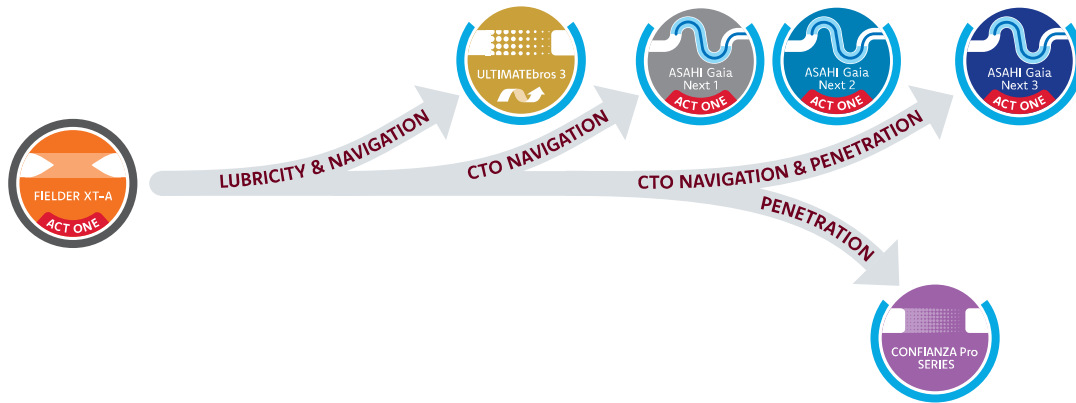 ULTIMATEbros 3
ASAHI Gaia
Next 1
ACT ONE
ASAHI Gaia
Next 2
ACT ONE
ASAHI Gaia
Next 3
ACT ONE
FIELDER XT-A
ACT ONE
LUBRICITY & NAVIGATION
CTO NAVIGATION
CTO NAVIGATION & PENETRATION
PENETRATION
CONFIANZA Pro
SERIES